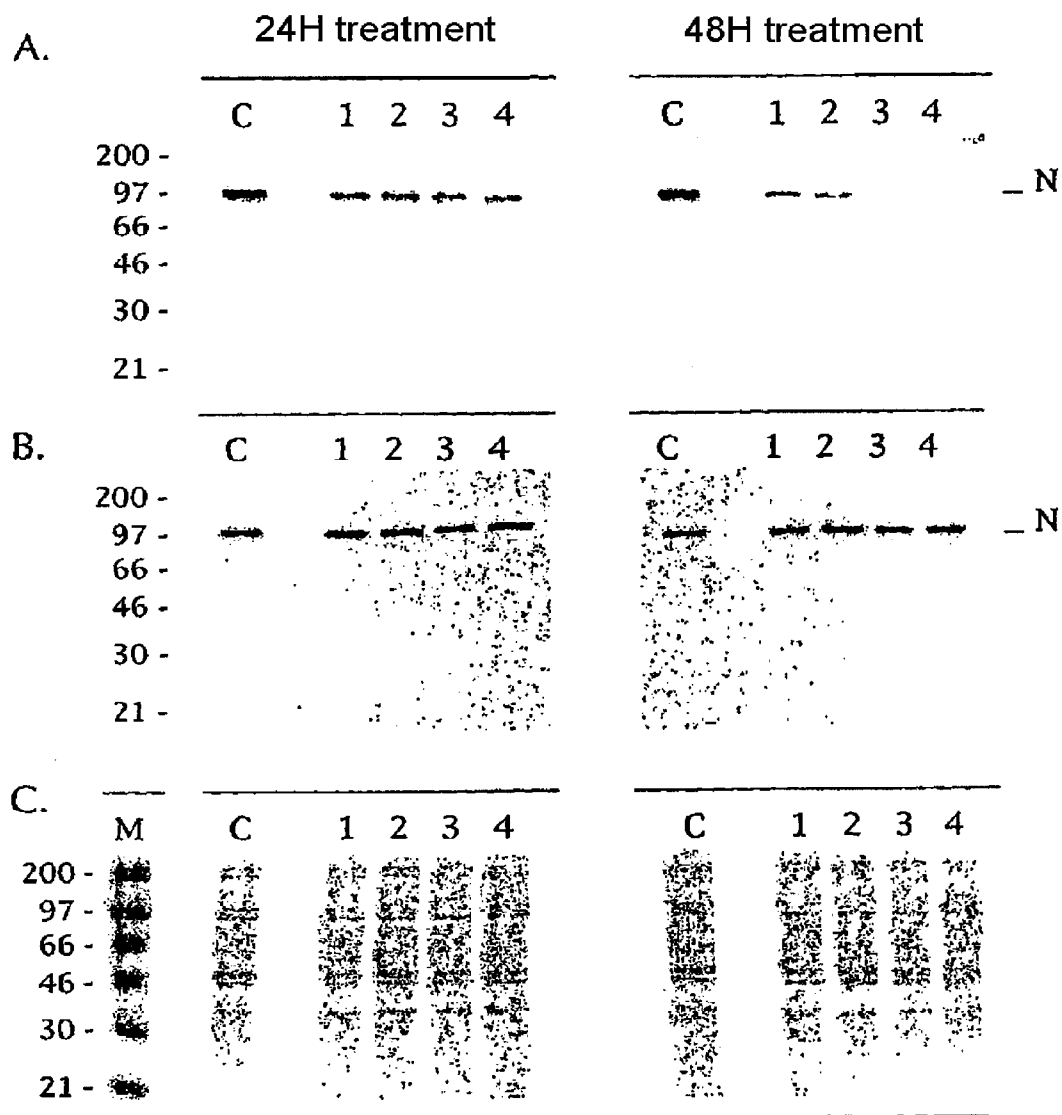 24H treatment 48H treatment
A.
C 1 2 3 4 C 1 2 3 4
200 -
97 - _ N
66 -
46 -
30 -
21 -
B.
C 1 2 3 4 C 1 2 3 4
200 -
97 - _ N
66 -
46 -
30 -
21 -
C.
M C 1 2 3 4 C 1 2 3 4
200 -
97 -
66 -
46 -
30 -
21 -